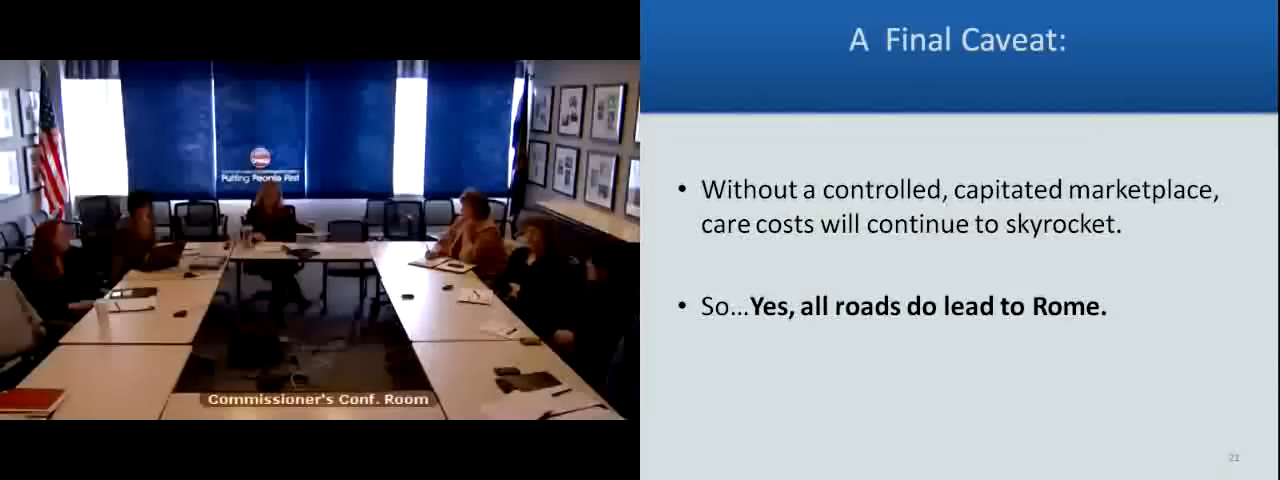 Putting People First
Commissioner's Conf. Room
A Final Caveat:
• Without a controlled, capitated marketplace,
care costs will continue to skyrocket.
• So...Yes, all roads do lead to Rome.
21